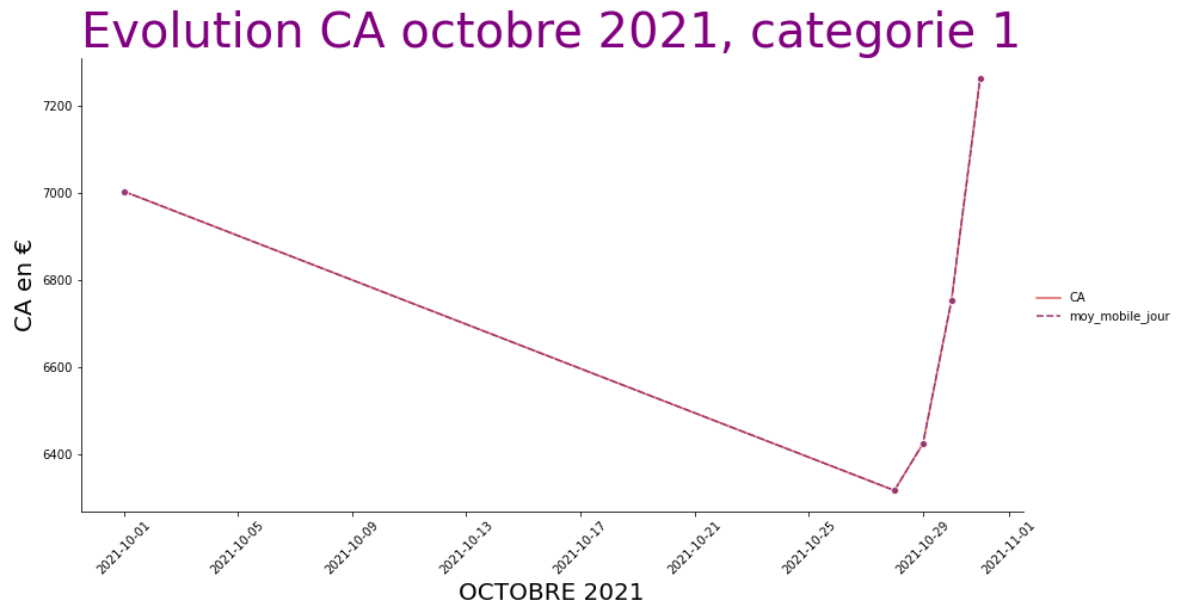 Evolution CA octobre 2021, categorie 1
7200
7000
6800
6600
6400
CA en €
CA
moy_mobile_jour
2021-10-01
2021-10-05
2021-10-09
2021-10-13
2021-10-17
2021-10-21
2021-10-25
2021-10-29
2021-11-01
OCTOBRE 2021